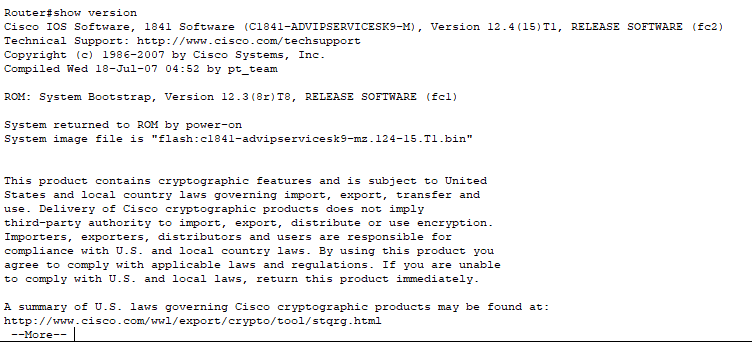 Router#show version
Cisco IOS Software, 1841 Software (C1841-ADVIPSERVICESK9-M), Version 12.4(15)T1, RELEASE SOFTWARE (fc2)
Technical Support: http://www.cisco.com/techsupport
Copyright (c) 1986-2007 by Cisco Systems, Inc.
Compiled Wed 18-Jul-07 04:52 by pt_team
ROM: System Bootstrap, Version 12.3(8r)T8, RELEASE SOFTWARE (fc1)
System returned to ROM by power-on
System image file is "flash:c1841-advipservicesk9-mz.124-15.T1.bin"
This product contains cryptographic features and is subject to United
States and local country laws governing import, export, transfer and
use. Delivery of Cisco cryptographic products does not imply
third-party authority to import, export, distribute or use encryption.
Importers, exporters, distributors and users are responsible for
compliance with U.S. and local country laws. By using this product you
agree to comply with applicable laws and regulations. If you are unable
to comply with U.S. and local laws, return this product immediately.
A summary of U.S. laws governing Cisco cryptographic products may be found at:
http://www.cisco.com/wwl/export/crypto/tool/stqrg.html
--More--